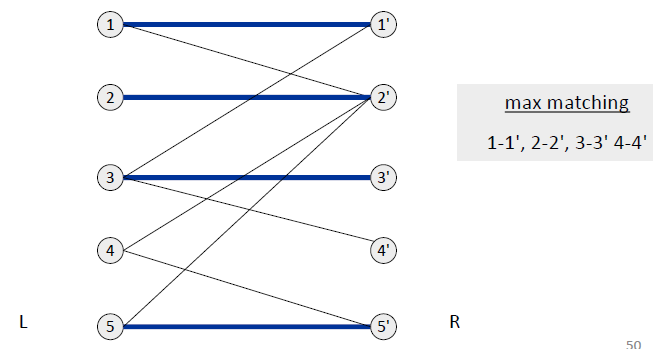 1 1'
2 2'
max matching
1-1', 2-2', 3-3' 4-4'
3 3'
4 4'
L 5 5' R
50